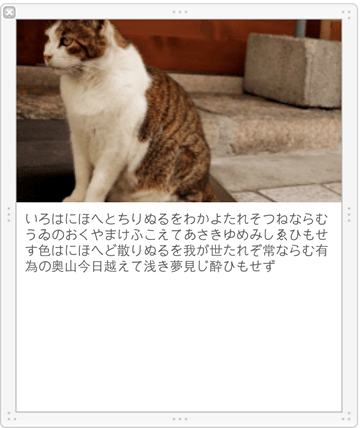 いろはにほへとちりぬるをわかよたれそつねならむ
うゐのおくやまけふこえてあさきゆめみしゑひもせ
す色はにほへど散りぬるを我が世たれぞ常ならむ有
為の奥山今日越えて浅き夢見じ酔ひもせず